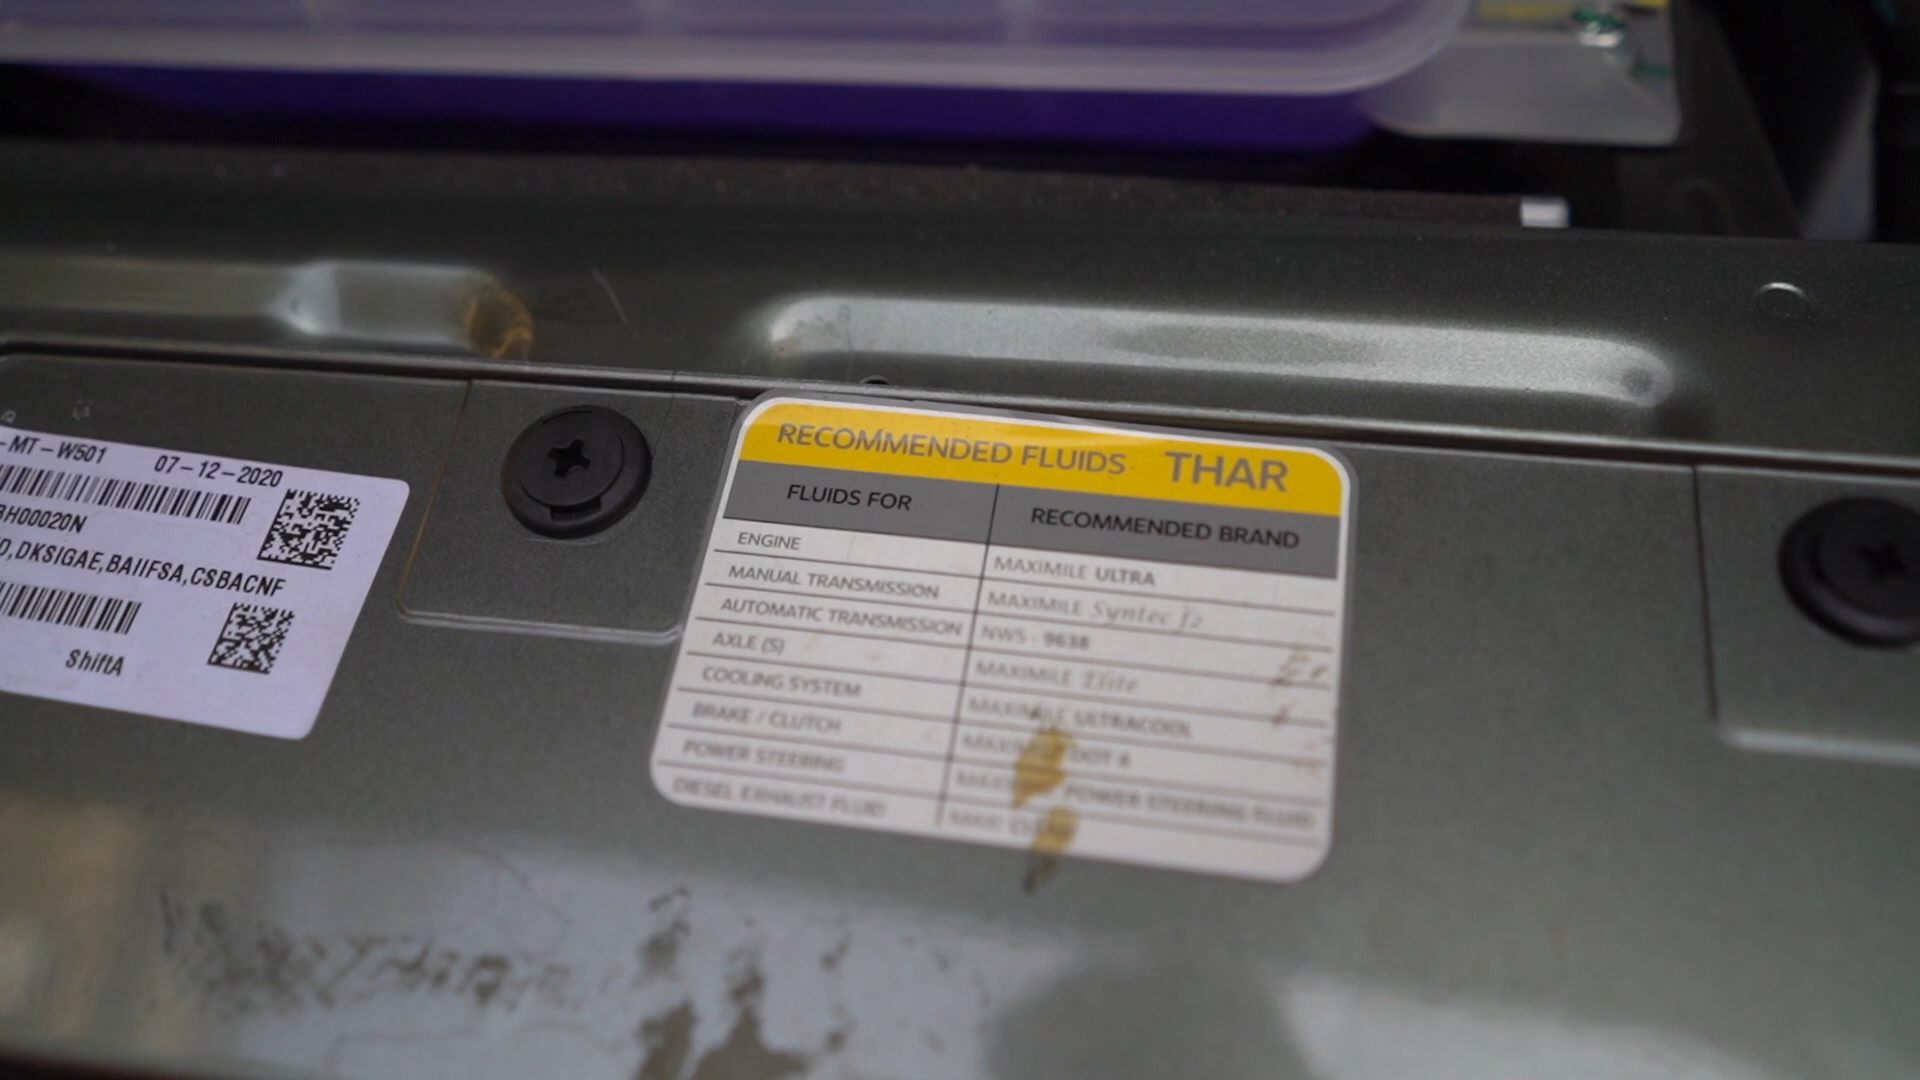 -MT-W501 07-12-2020
BH00020N
D,DKSIGAE,BAIIFSA,CSBACNF
ShiftA
RECOMMENDED FLUIDS THAR
FLUIDS FOR RECOMMENDED BRAND
ENGINE MAXIMILE ULTRA
MANUAL TRANSMISSION MAXIMILE Syntec f2
AUTOMATIC TRANSMISSION NWS - 9638
AXLE (S) MAXIMILE Elite
COOLING SYSTEM MAXIMILE ULTRACOOL
BRAKE / CLUTCH DOT 4
POWER STEERING POWER STEERING FLUID
DIESEL EXHAUST FLUID MAXI